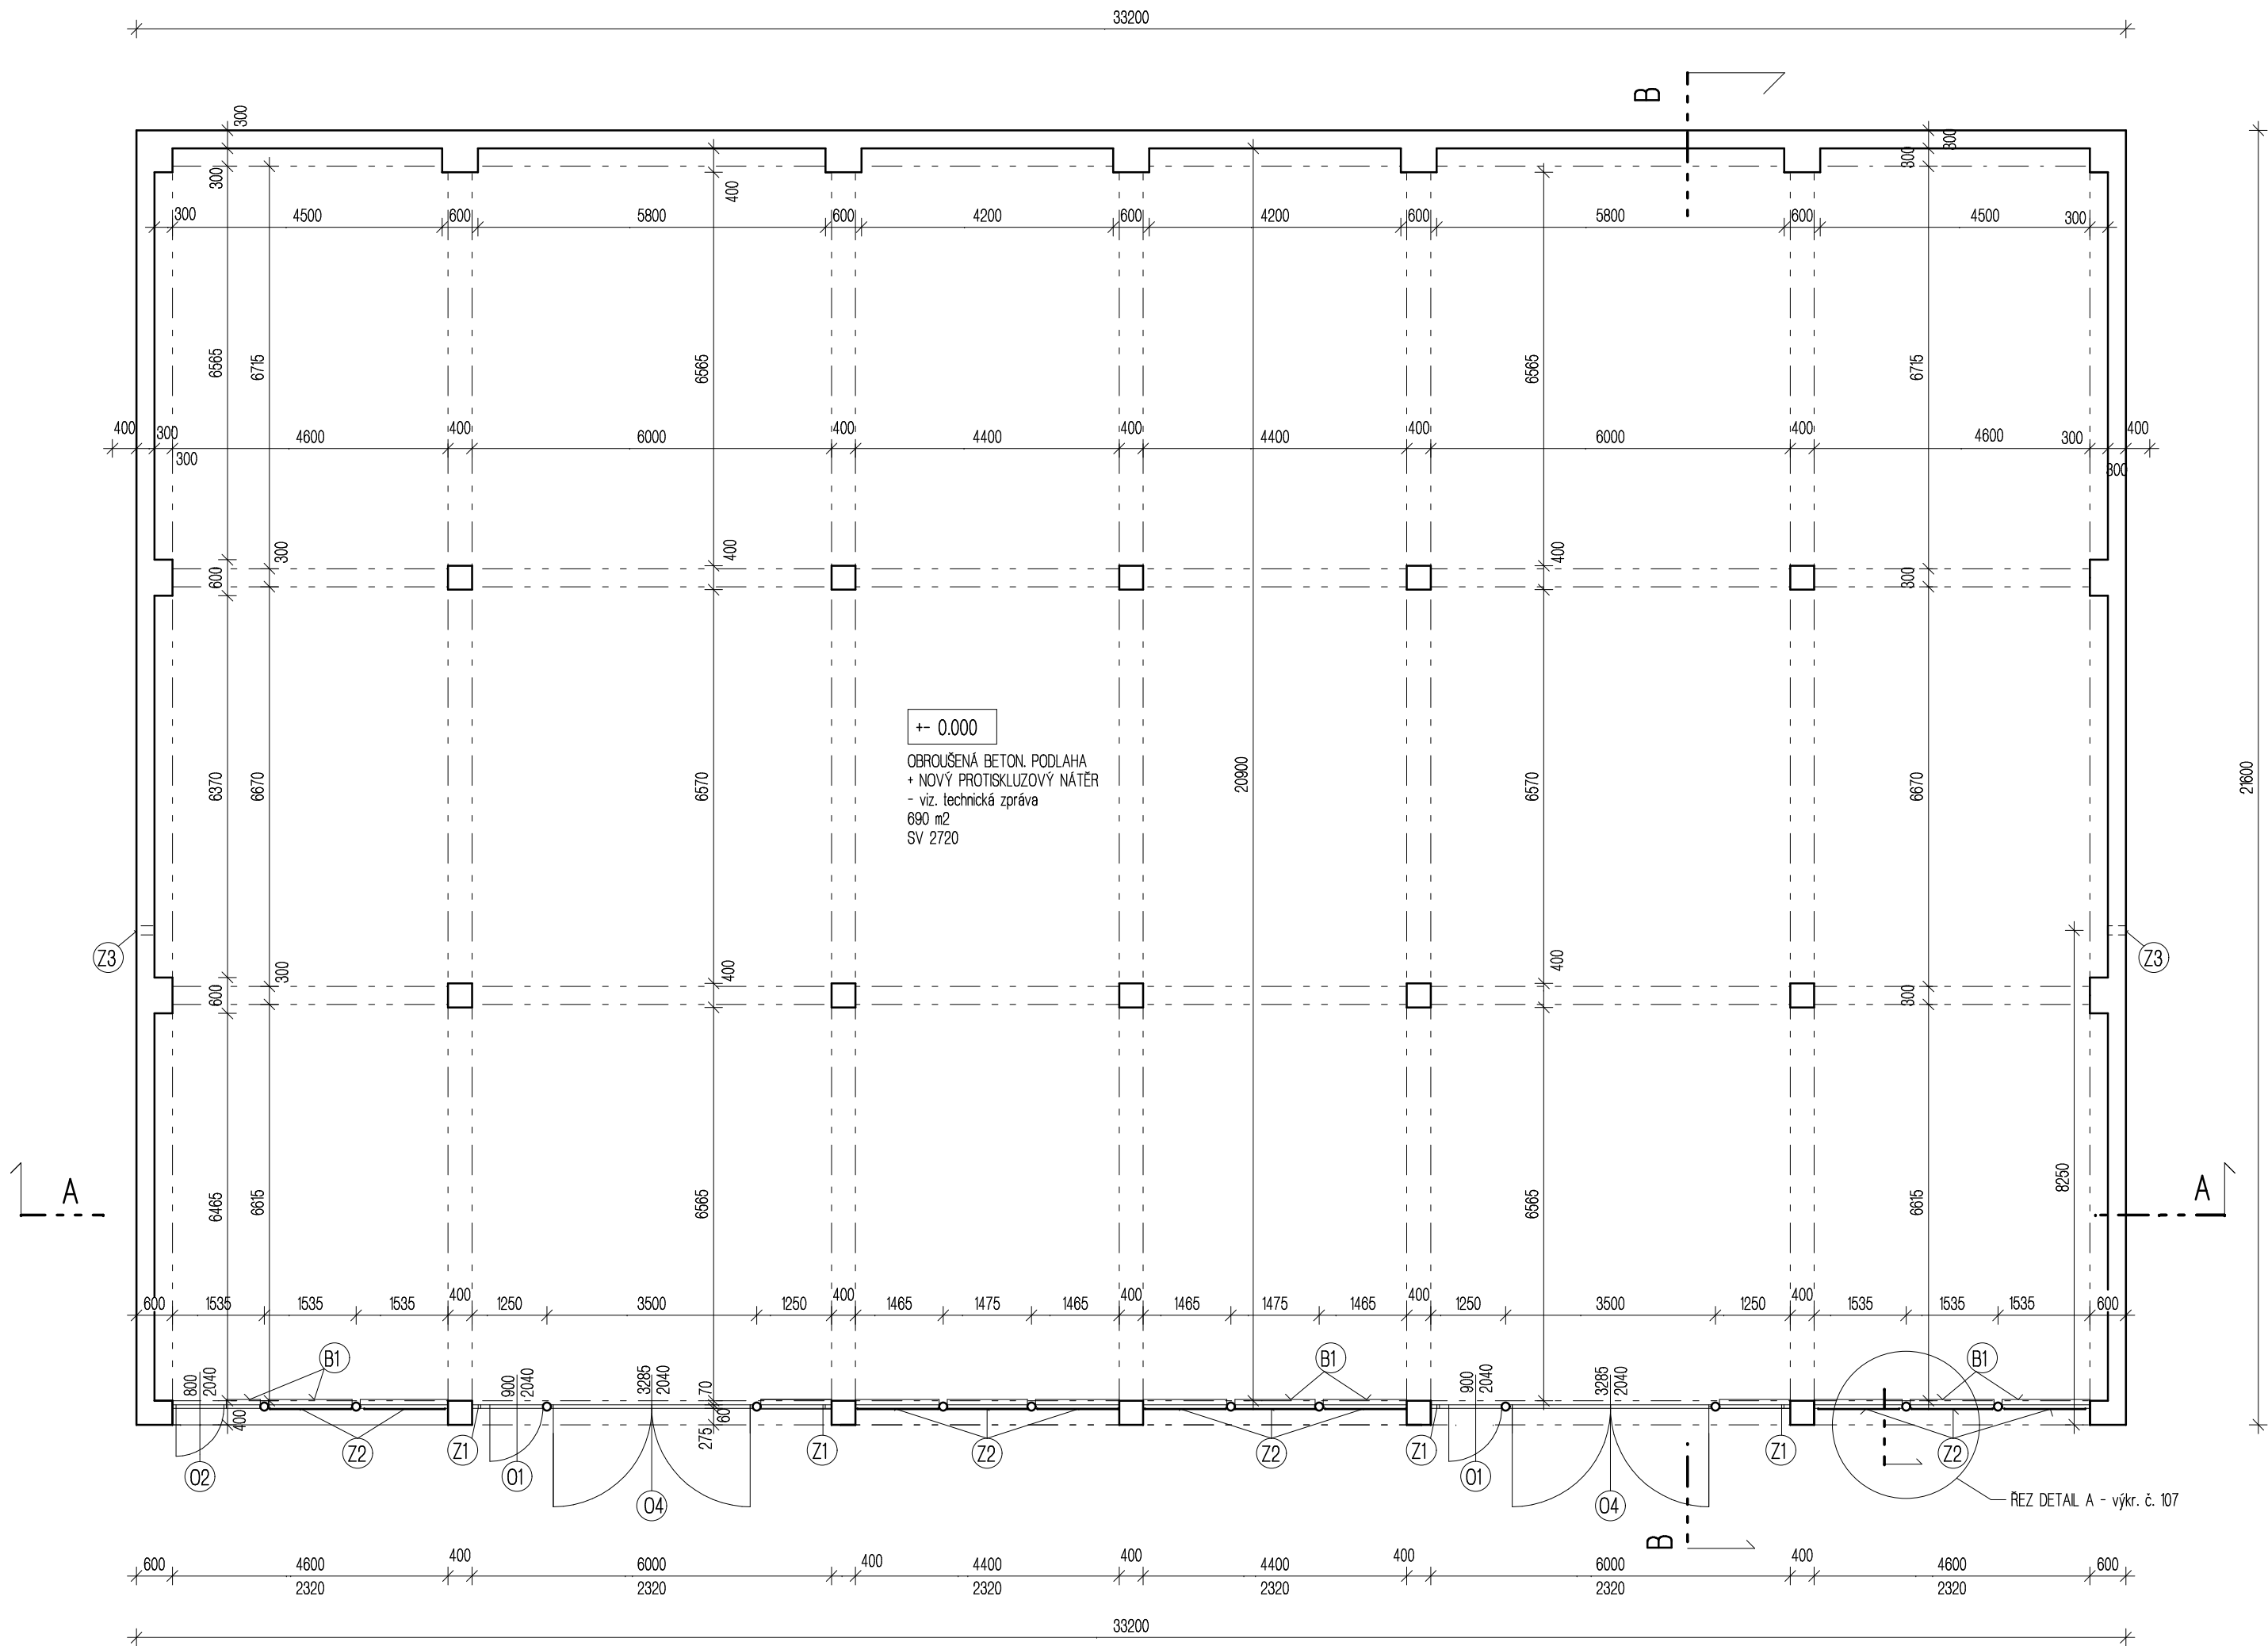 33200
B
300
300
300
300
300 4500 600 5800 600 4200 600 4200 600 5800 600 4500 300
400
400
6565 6715 6565 6565 6715
400 300 4600 400 6000 400 4400 400 4400 400 6000 400 4600 300 400
300
300
300 400 400
600 300
+- 0.000
OBROUŠENÁ BETON. PODLAHA
+ NOVÝ PROTISKLUZOVÝ NÁTĚR
- viz. technická zpráva
690 m2
SV 2720
6370 6670 6570 20900 6570 6670 21600
Z3 Z3
300 400 400
600 300
A A
6465 6615 6565 6565 6615 8250
600 1535 1535 1535 400 1250 3500 1250 400 1465 1475 1465 400 1465 1475 1465 400 1250 3500 1250 400 1535 1535 1535 600
B1 B1 B1
800 2040 900 2040 3285 2040 70 900 2040 3285 2040
400 60
275
Z2 Z1 Z1 Z2 Z2 Z1 Z1 Z2
O2 O1 O4 O1 O4
ŘEZ DETAIL A - výkr. č. 107
B
600 4600 400 6000 400 4400 400 4400 400 6000 400 4600 600
2320 2320 2320 2320 2320 2320
33200